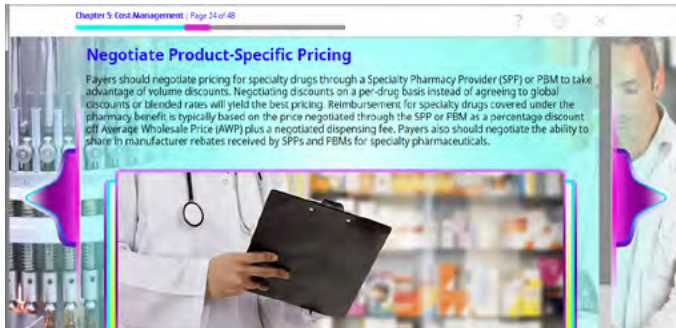 Chapter 5: Cost Management | Page 24 of 48
?
Negotiate Product-Specific Pricing
Payers should negotiate pricing for specialty drugs through a Specialty Pharmacy Provider (SPF) or PBM to take
advantage of volume discounts. Negotiating discounts on a per-drug basis instead of agreeing to global
discounts or blended rates will yield the best pricing. Reimbursement for specialty drugs covered under the
pharmacy benefit is typically based on the price negotiated through the SPF or PBM as a percentage discount
off Average Wholesale Price (AWP) plus a negotiated dispensing fee. Payers also should negotiate the ability to
share in manufacturer rebates received by SPFs and PBMs for specialty pharmaceuticals.